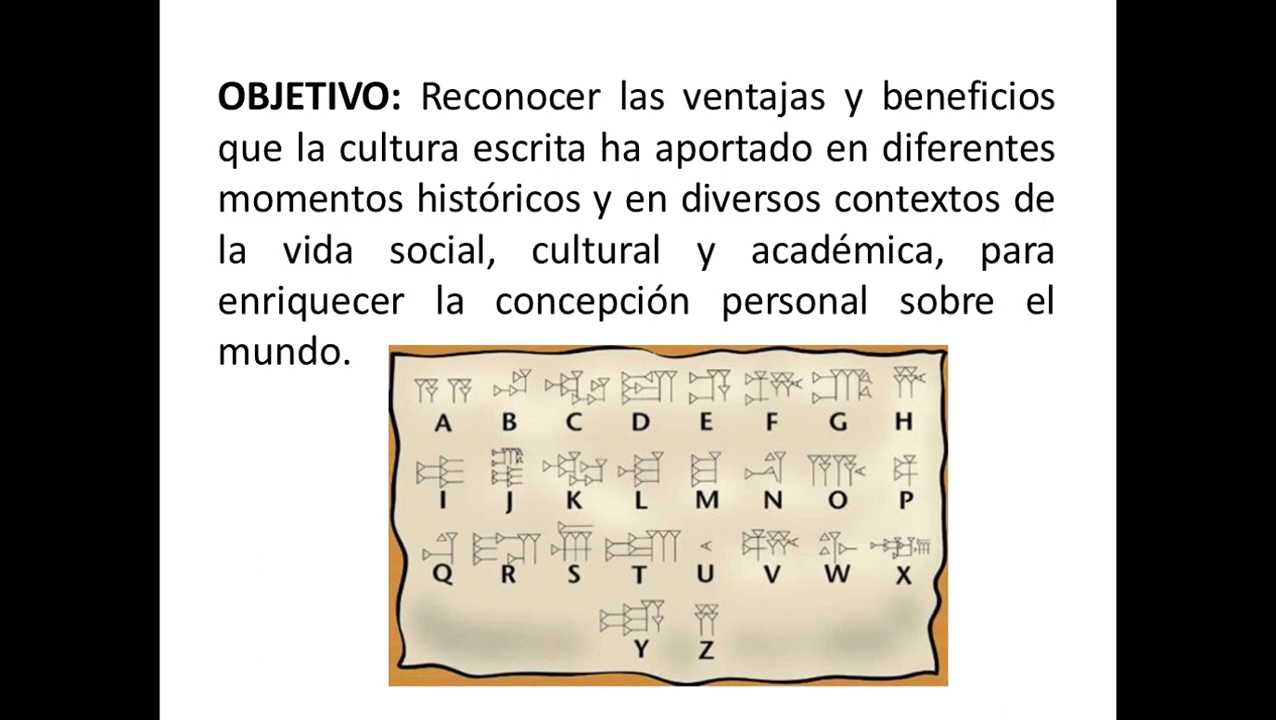 OBJETIVO: Reconocer las ventajas y beneficios
que la cultura escrita ha aportado en diferentes
momentos históricos y en diversos contextos de
la vida social, cultural y académica, para
enriquecer la concepción personal sobre el
mundo.
A B C D E F G H
I J K L M N O P
Q R S T U V W X
Y Z